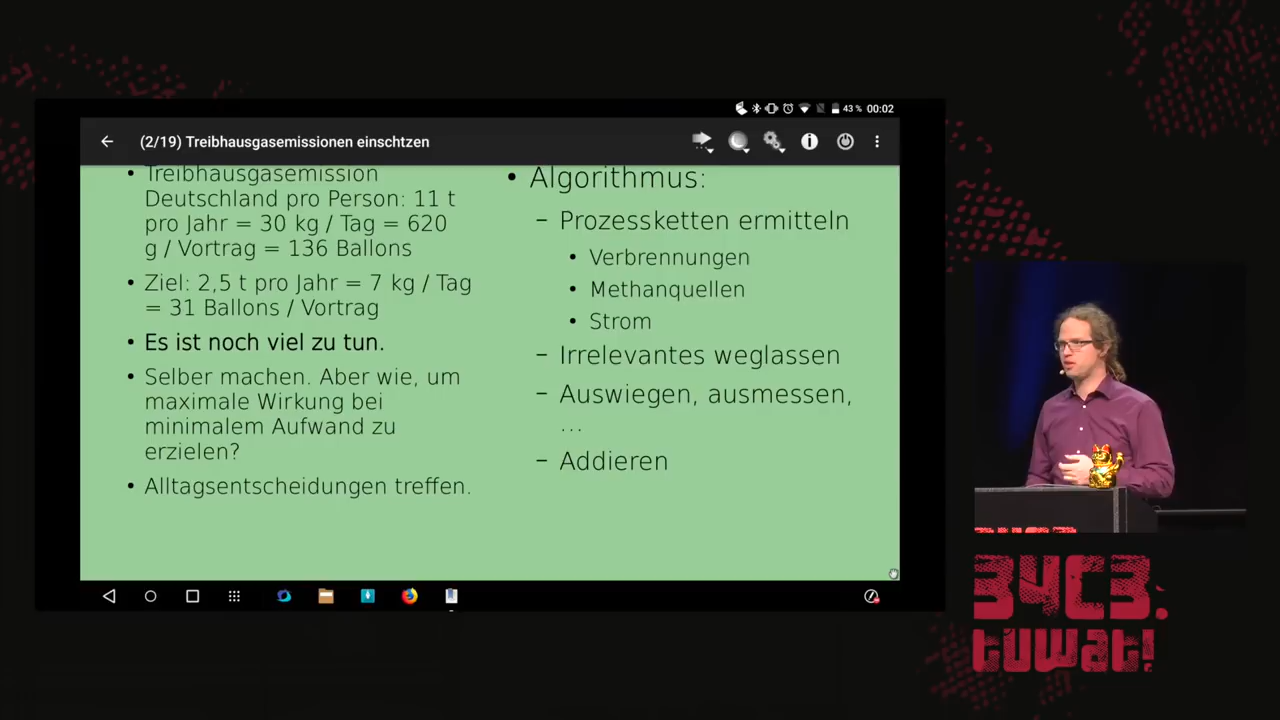 43 % 00:02
(2/19) Treibhausgasemissionen einschtzen
• Treibhausgasemission
Deutschland pro Person: 11 t
pro Jahr = 30 kg / Tag = 620
g / Vortrag = 136 Ballons
• Ziel: 2,5 t pro Jahr = 7 kg / Tag
= 31 Ballons / Vortrag
• Es ist noch viel zu tun.
• Selber machen. Aber wie, um
maximale Wirkung bei
minimalem Aufwand zu
erzielen?
• Alltagsentscheidungen treffen.
• Algorithmus:
– Prozessketten ermitteln
• Verbrennungen
• Methanquellen
• Strom
– Irrelevantes weglassen
– Auswiegen, ausmessen,
...
– Addieren
34C3.
tuwat!